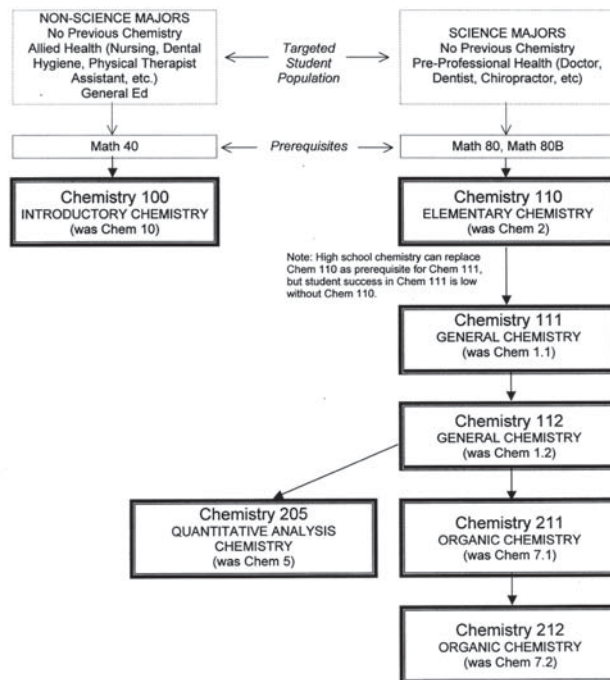 NON-SCIENCE MAJORS
No Previous Chemistry
Allied Health (Nursing, Dental
Hygiene, Physical Therapist
Assistant, etc.)
General Ed
Targeted
Student
Population
SCIENCE MAJORS
No Previous Chemistry
Pre-Professional Health (Doctor,
Dentist, Chiropractor, etc)
Math 40
Prerequisites
Math 80, Math 80B
Chemistry 100
INTRODUCTORY CHEMISTRY
(was Chem 10)
Chemistry 110
ELEMENTARY CHEMISTRY
(was Chem 2)
Note: High school chemistry can replace
Chem 110 as prerequisite for Chem 111,
but student success in Chem 111 is low
without Chem 110.
Chemistry 111
GENERAL CHEMISTRY
(was Chem 1.1)
Chemistry 112
GENERAL CHEMISTRY
(was Chem 1.2)
Chemistry 205
QUANTITATIVE ANALYSIS
CHEMISTRY
(was Chem 5)
Chemistry 211
ORGANIC CHEMISTRY
(was Chem 7.1)
Chemistry 212
ORGANIC CHEMISTRY
(was Chem 7.2)